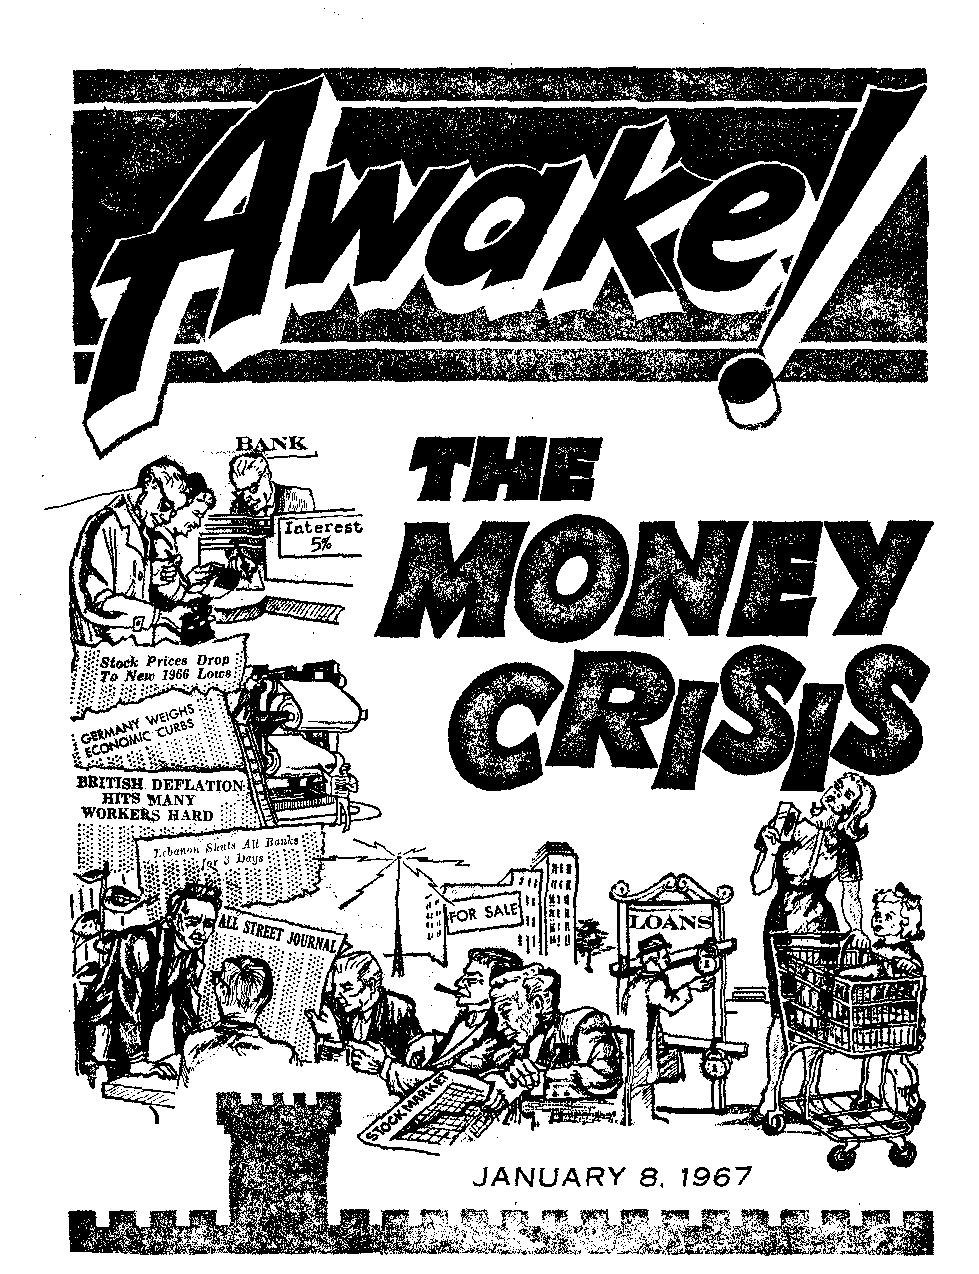 Awake!
BANK
Interest
5%
THE
MONEY
CRISIS
Stock Prices Drop
To New 1966 Lows
GERMANY WEIGHS
ECONOMIC CURBS
BRITISH DEFLATION
HITS MANY
WORKERS HARD
Lebanon Shuts All Banks
for 3 Days
ALL STREET JOURNAL
FOR SALE
LOANS
STOCK MARKET
JANUARY 8, 1967